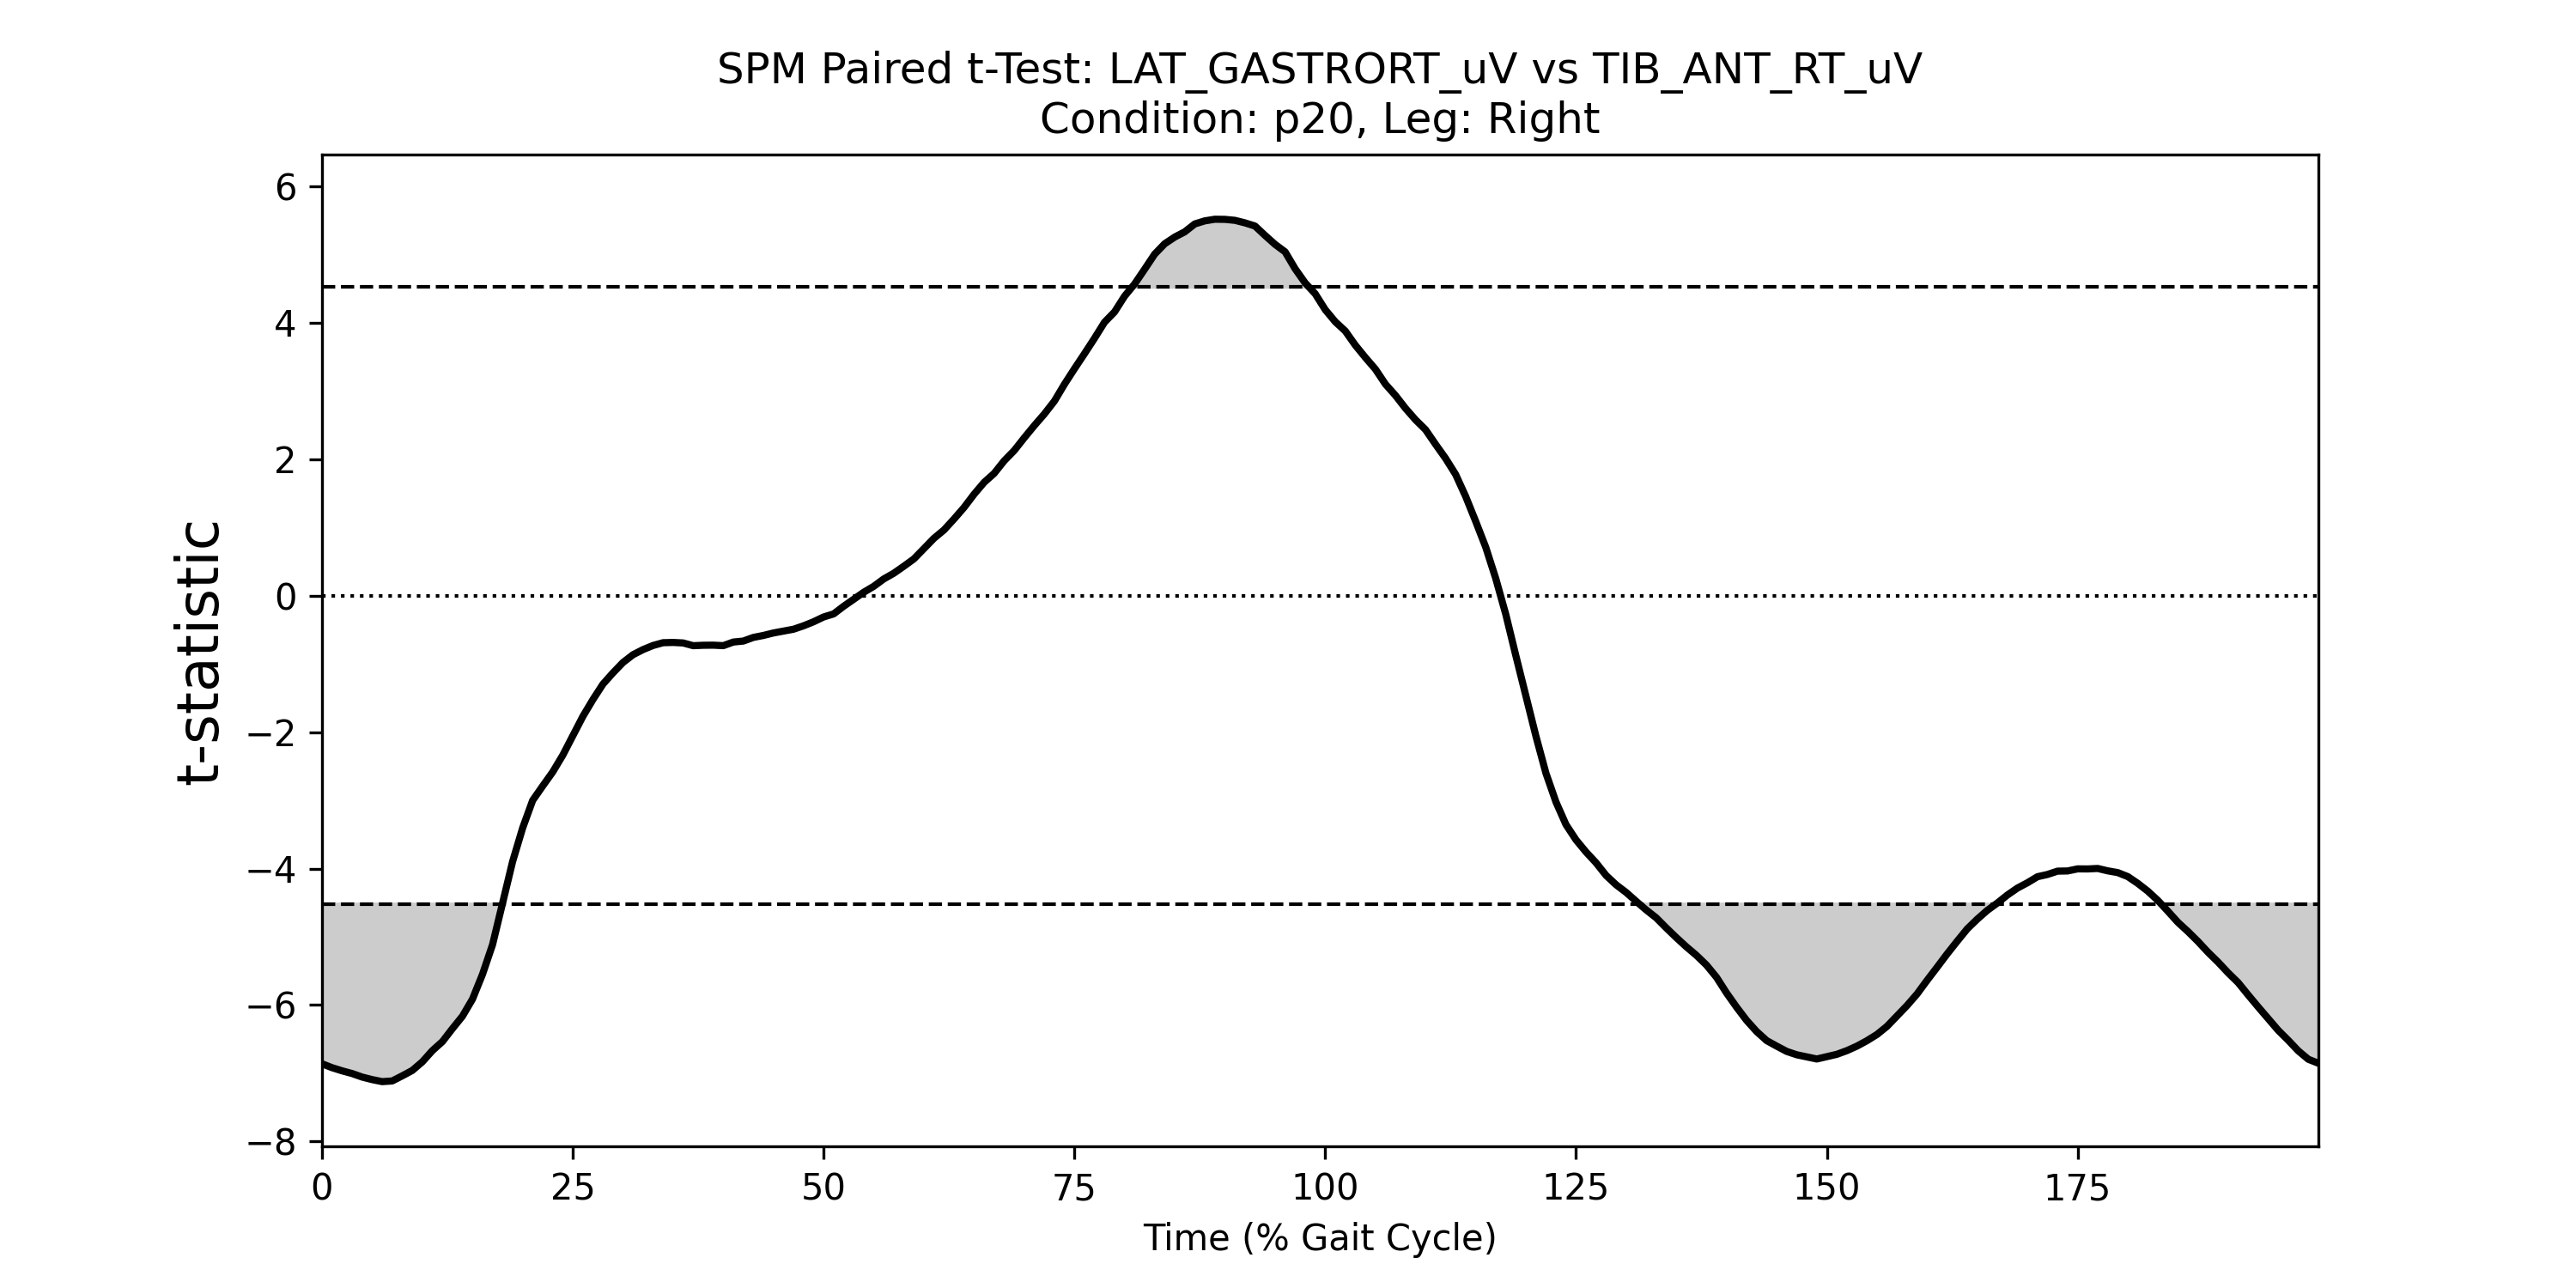 SPM Paired t-Test: LAT_GASTRORT_uV vs TIB_ANT_RT_uV
Condition: p20, Leg: Right
6
4
2
0
−2
−4
−6
−8
t-statistic
0 25 50 75 100 125 150 175
Time (% Gait Cycle)